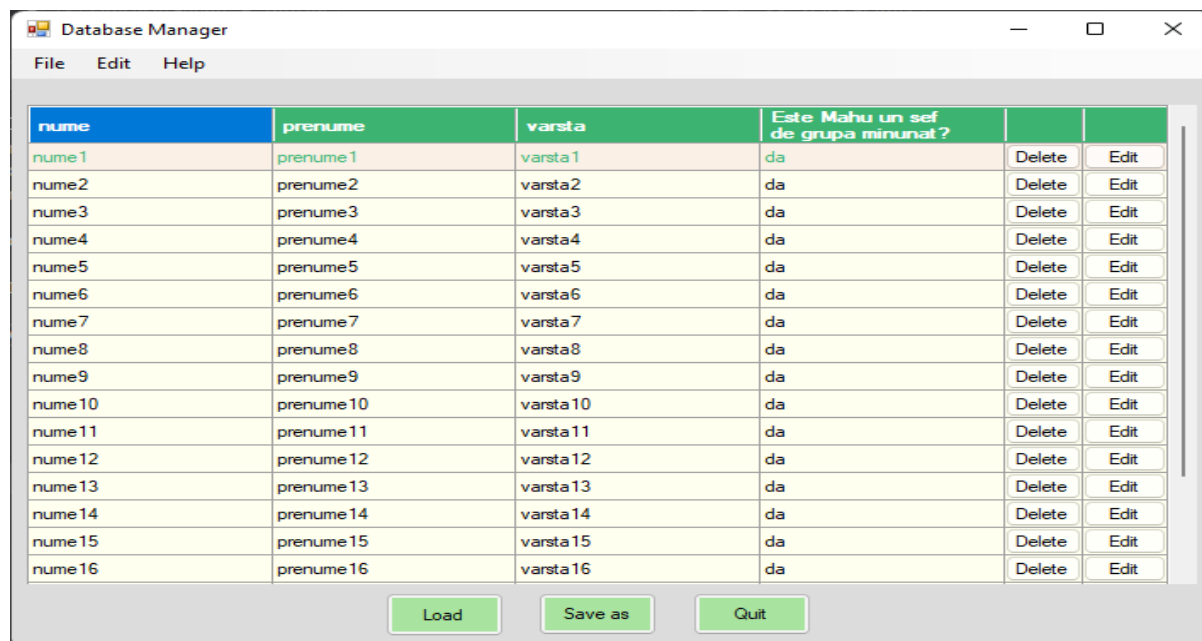 Database Manager
File Edit Help
nume prenume varsta Este Mahu un sef
de grupa minunat?
nume1 prenume1 varsta1 da Delete Edit
nume2 prenume2 varsta2 da Delete Edit
nume3 prenume3 varsta3 da Delete Edit
nume4 prenume4 varsta4 da Delete Edit
nume5 prenume5 varsta5 da Delete Edit
nume6 prenume6 varsta6 da Delete Edit
nume7 prenume7 varsta7 da Delete Edit
nume8 prenume8 varsta8 da Delete Edit
nume9 prenume9 varsta9 da Delete Edit
nume10 prenume10 varsta10 da Delete Edit
nume11 prenume11 varsta11 da Delete Edit
nume12 prenume12 varsta12 da Delete Edit
nume13 prenume13 varsta13 da Delete Edit
nume14 prenume14 varsta14 da Delete Edit
nume15 prenume15 varsta15 da Delete Edit
nume16 prenume16 varsta16 da Delete Edit
Load Save as Quit